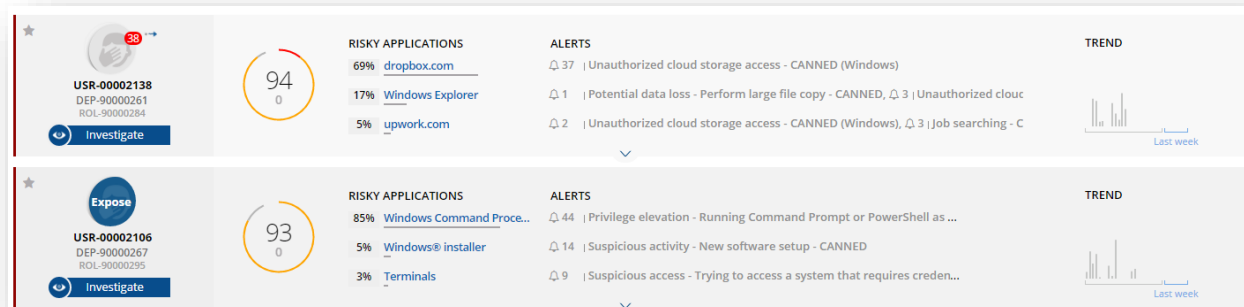 38
94
0
USR-00002138
DEP-90000261
ROL-90000284
Investigate
RISKY APPLICATIONS
69% dropbox.com
17% Windows Explorer
5% upwork.com
ALERTS
37 | Unauthorized cloud storage access - CANNED (Windows)
1 | Potential data loss - Perform large file copy - CANNED, 3 | Unauthorized clouc
2 | Unauthorized cloud storage access - CANNED (Windows), 3 | Job searching - C
TREND
Last week
Expose
93
0
USR-00002106
DEP-90000267
ROL-90000295
Investigate
RISKY APPLICATIONS
85% Windows Command Proce...
5% Windows® installer
3% Terminals
ALERTS
44 | Privilege elevation - Running Command Prompt or PowerShell as ...
14 | Suspicious activity - New software setup - CANNED
9 | Suspicious access - Trying to access a system that requires creden...
TREND
Last week